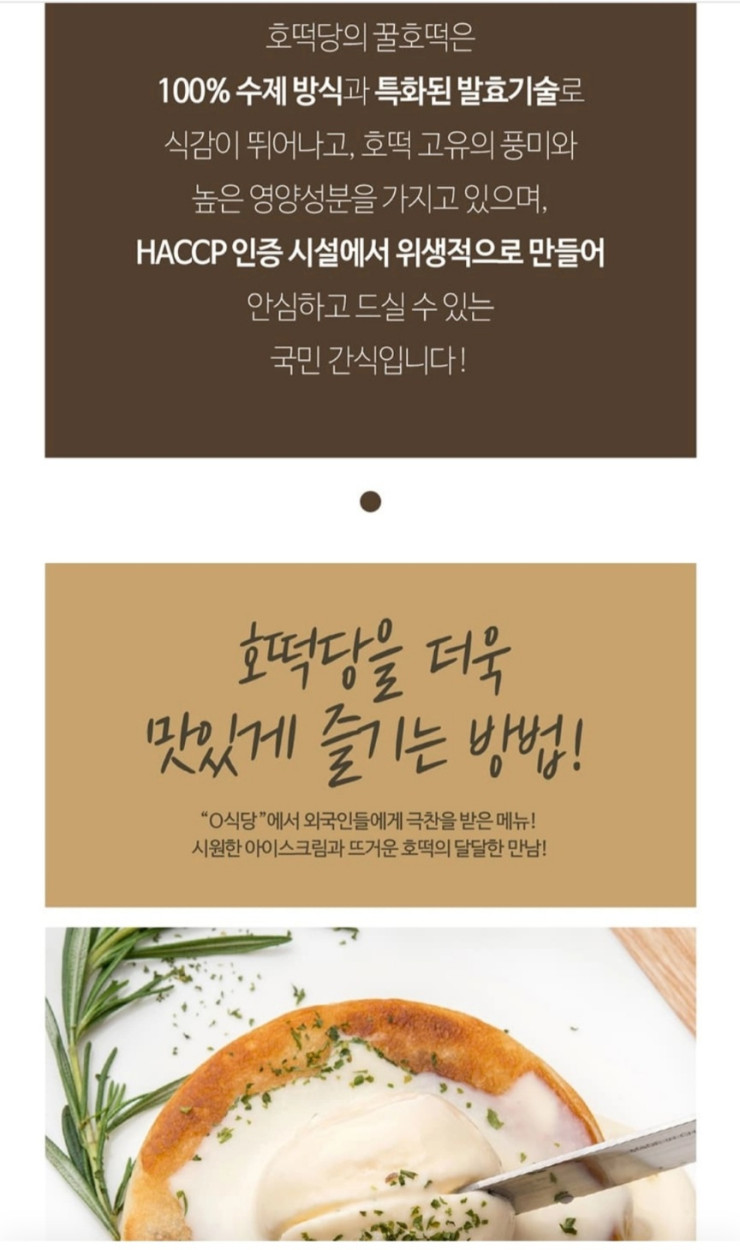 호떡당의 꿀호떡은
100% 수제 방식과 특화된 발효기술로
식감이 뛰어나고, 호떡 고유의 풍미와
높은 영양성분을 가지고 있으며,
HACCP 인증 시설에서 위생적으로 만들어
안심하고 드실 수 있는
국민 간식입니다!
호떡당을 더욱
맛있게 즐기는 방법!
“O식당”에서 외국인들에게 극찬을 받은 메뉴!
시원한 아이스크림과 뜨거운 호떡의 달달한 만남!